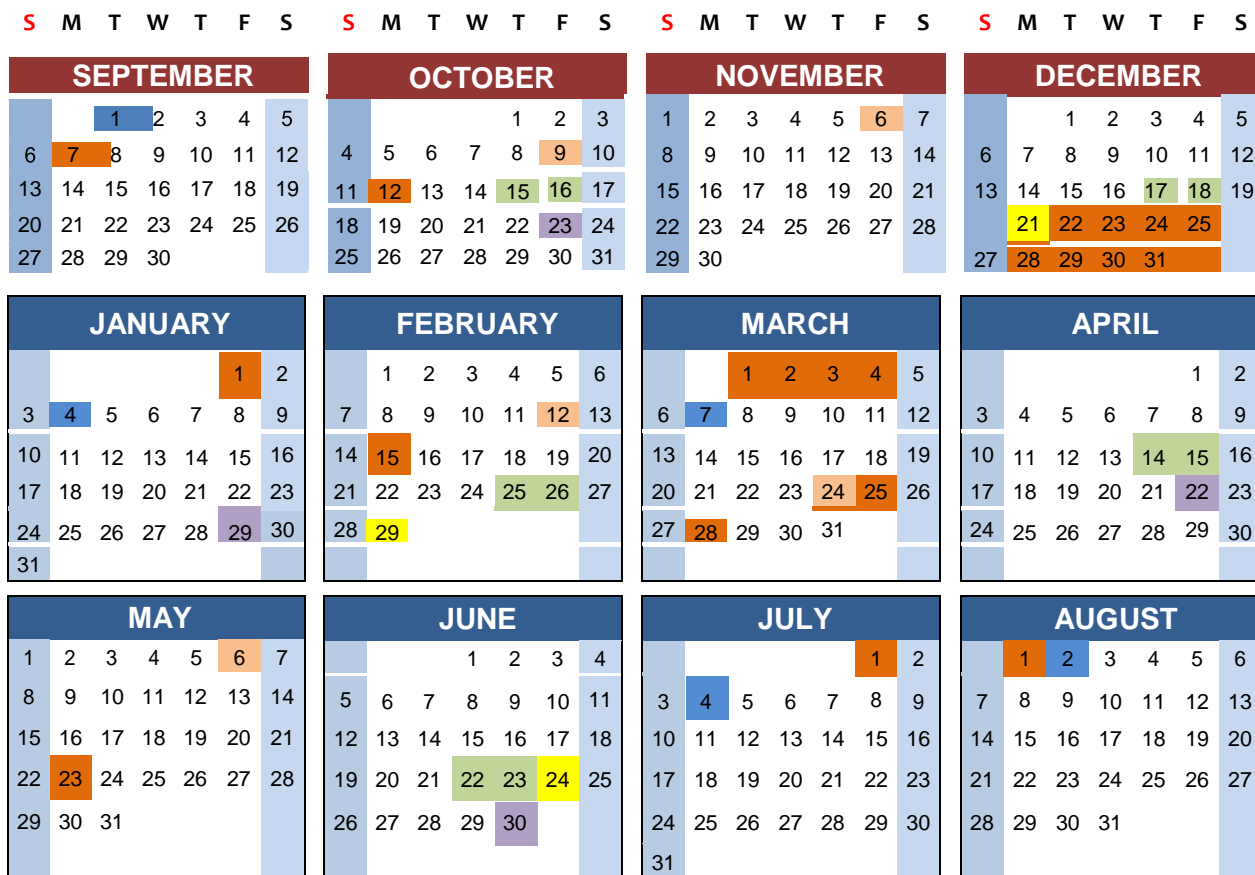 S M T W T F S
SEPTEMBER
1 2 3 4 5
6 7 8 9 10 11 12
13 14 15 16 17 18 19
20 21 22 23 24 25 26
27 28 29 30
S M T W T F S
OCTOBER
1 2 3
4 5 6 7 8 9 10
11 12 13 14 15 16 17
18 19 20 21 22 23 24
25 26 27 28 29 30 31
S M T W T F S
NOVEMBER
1 2 3 4 5 6 7
8 9 10 11 12 13 14
15 16 17 18 19 20 21
22 23 24 25 26 27 28
29 30
S M T W T F S
DECEMBER
1 2 3 4 5
6 7 8 9 10 11 12
13 14 15 16 17 18 19
21 22 23 24 25
27 28 29 30 31
JANUARY
1 2
3 4 5 6 7 8 9
10 11 12 13 14 15 16
17 18 19 20 21 22 23
24 25 26 27 28 29 30
31
FEBRUARY
1 2 3 4 5 6
7 8 9 10 11 12 13
14 15 16 17 18 19 20
21 22 23 24 25 26 27
28 29
MARCH
1 2 3 4 5
6 7 8 9 10 11 12
13 14 15 16 17 18 19
20 21 22 23 24 25 26
27 28 29 30 31
APRIL
1 2
3 4 5 6 7 8 9
10 11 12 13 14 15 16
17 18 19 20 21 22 23
24 25 26 27 28 29 30
MAY
1 2 3 4 5 6 7
8 9 10 11 12 13 14
15 16 17 18 19 20 21
22 23 24 25 26 27 28
29 30 31
JUNE
1 2 3 4
5 6 7 8 9 10 11
12 13 14 15 16 17 18
19 20 21 22 23 24 25
26 27 28 29 30
JULY
1 2
3 4 5 6 7 8 9
10 11 12 13 14 15 16
17 18 19 20 21 22 23
24 25 26 27 28 29 30
31
AUGUST
1 2 3 4 5 6
7 8 9 10 11 12 13
14 15 16 17 18 19 20
21 22 23 24 25 26 27
28 29 30 31